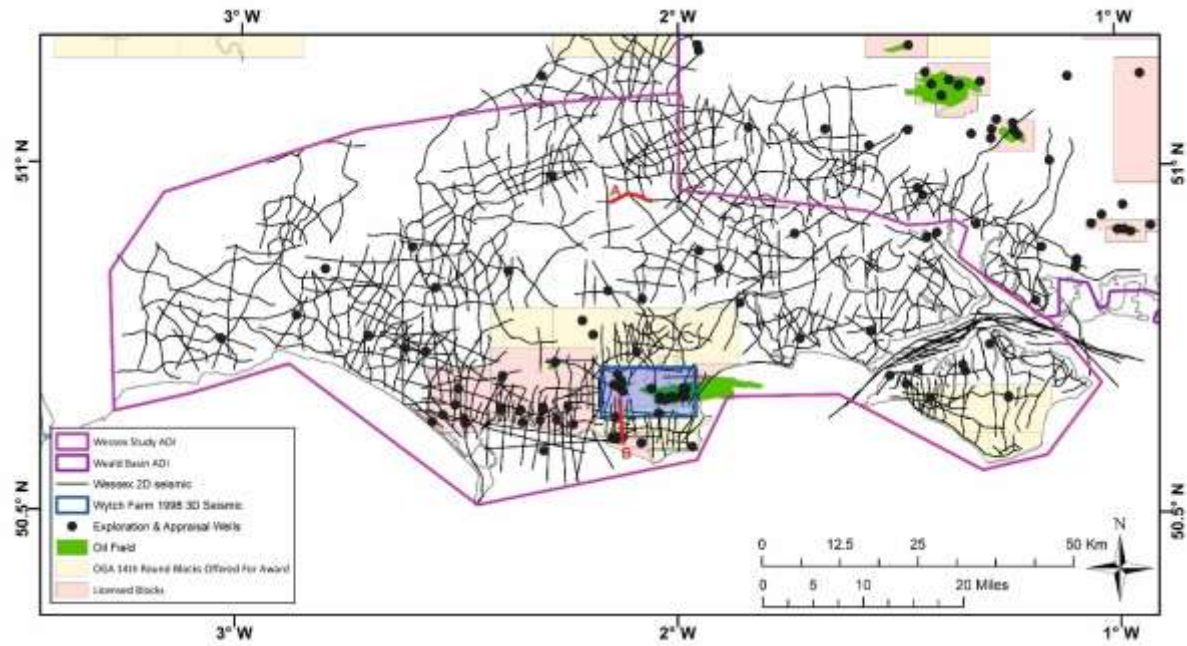 3° W 2° W 1° W
51° N
51° N
A
B
Wessex Study AOI
Weald Basin AOI
Wessex 2D seismic
Wytch Farm 1998 3D Seismic
Exploration & Appraisal Wells
Oil Field
OGA 14th Round Blocks Offered For Award
Licensed Blocks
50.5° N
50.5° N
N
0 12.5 25 50 Km
0 5 10 20 Miles
3° W 2° W 1° W